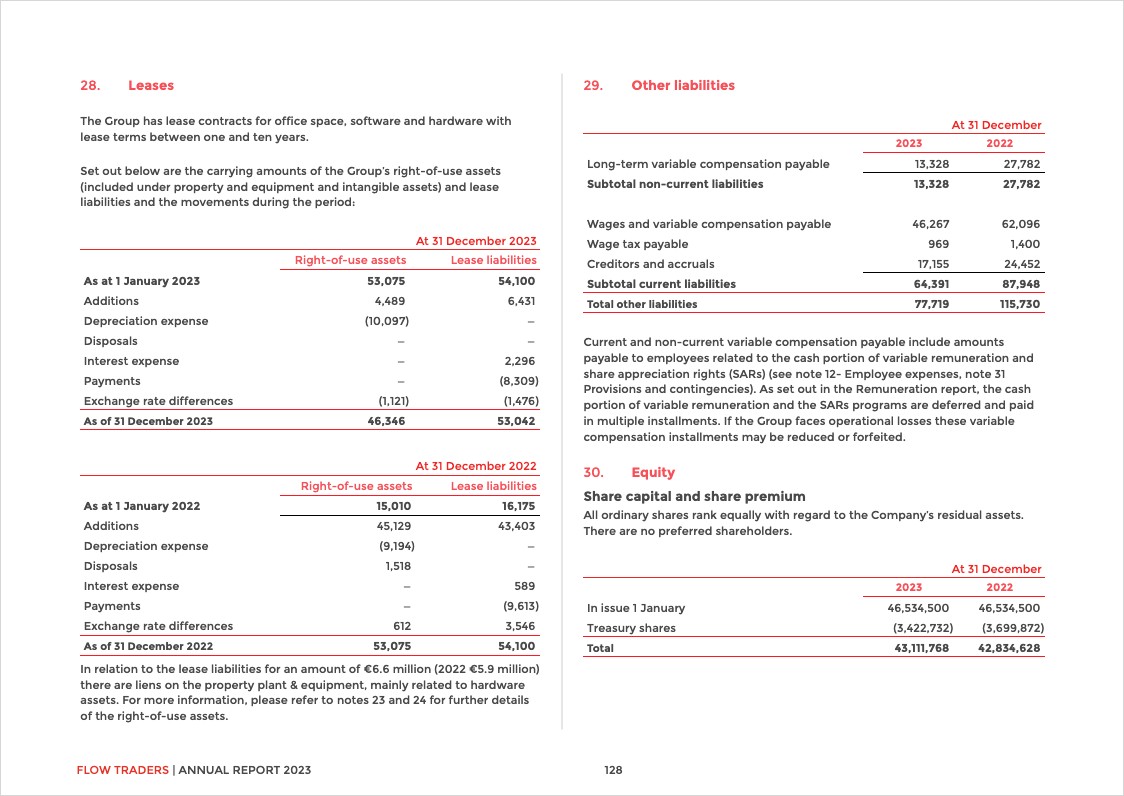 28. Leases
The Group has lease contracts for office space, software and hardware with
lease terms between one and ten years.
Set out below are the carrying amounts of the Group's right-of-use assets
(included under property and equipment and intangible assets) and lease
liabilities and the movements during the period:
At 31 December 2023
Right-of-use assets Lease liabilities
As at 1 January 2023 53,075 54,100
Additions 4,489 6,431
Depreciation expense (10,097) –
Disposals – –
Interest expense – 2,296
Payments – (8,309)
Exchange rate differences (1,121) (1,476)
As of 31 December 2023 46,346 53,042
At 31 December 2022
Right-of-use assets Lease liabilities
As at 1 January 2022 15,010 16,175
Additions 45,129 43,403
Depreciation expense (9,194) –
Disposals 1,518 –
Interest expense – 589
Payments – (9,613)
Exchange rate differences 612 3,546
As of 31 December 2022 53,075 54,100
In relation to the lease liabilities for an amount of €6.6 million (2022 €5.9 million)
there are liens on the property plant & equipment, mainly related to hardware
assets. For more information, please refer to notes 23 and 24 for further details
of the right-of-use assets.
29. Other liabilities
At 31 December
2023 2022
Long-term variable compensation payable 13,328 27,782
Subtotal non-current liabilities 13,328 27,782
Wages and variable compensation payable 46,267 62,096
Wage tax payable 969 1,400
Creditors and accruals 17,155 24,452
Subtotal current liabilities 64,391 87,948
Total other liabilities 77,719 115,730
Current and non-current variable compensation payable include amounts
payable to employees related to the cash portion of variable remuneration and
share appreciation rights (SARs) (see note 12- Employee expenses, note 31
Provisions and contingencies). As set out in the Remuneration report, the cash
portion of variable remuneration and the SARs programs are deferred and paid
in multiple installments. If the Group faces operational losses these variable
compensation installments may be reduced or forfeited.
30. Equity
Share capital and share premium
All ordinary shares rank equally with regard to the Company's residual assets.
There are no preferred shareholders.
At 31 December
2023 2022
In issue 1 January 46,534,500 46,534,500
Treasury shares (3,422,732) (3,699,872)
Total 43,111,768 42,834,628
FLOW TRADERS | ANNUAL REPORT 2023
128